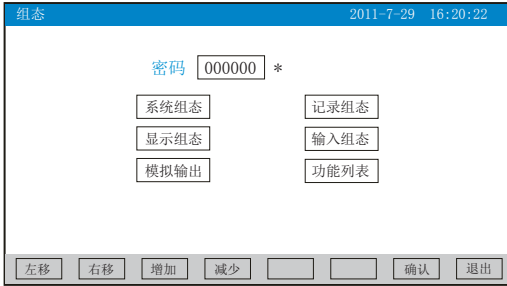 组态 2011-7-29 16:20:22
密码 000000 *
系统组态 记录组态
显示组态 输入组态
模拟输出 功能列表
左移 右移 增加 减少 确认 退出